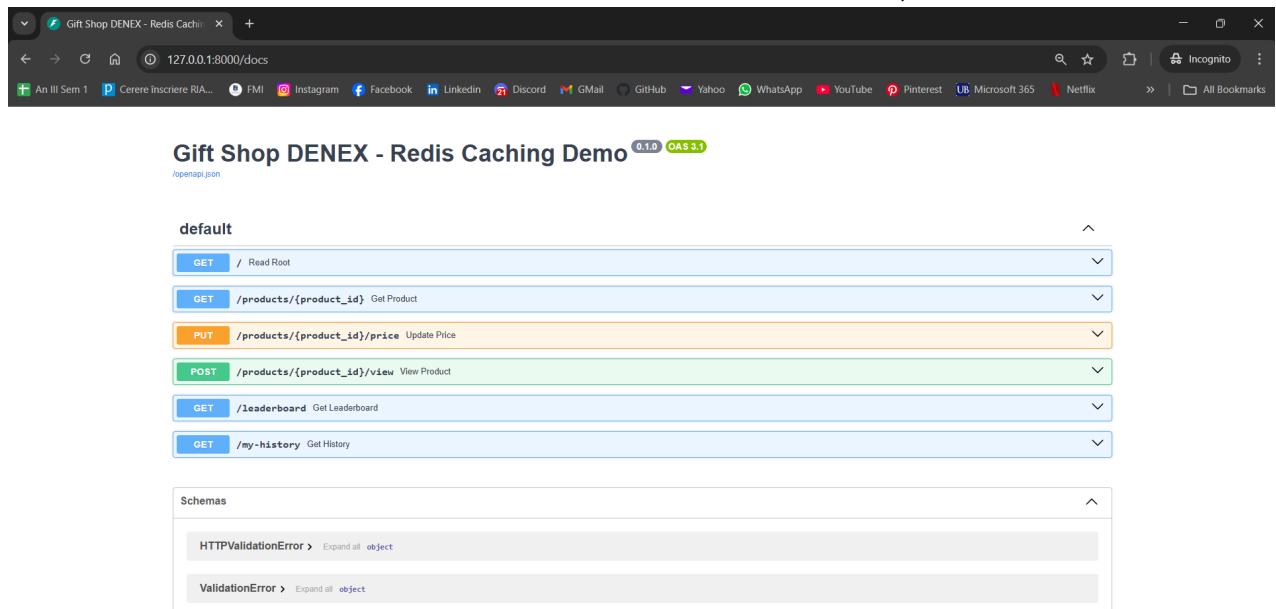 Gift Shop DENEX - Redis Cachin
127.0.0.1:8000/docs
Incognito
An III Sem 1 Cerere înscriere RIA... FMI Instagram Facebook Linkedin Discord GMail GitHub Yahoo WhatsApp YouTube Pinterest UB Microsoft 365 Netflix » All Bookmarks
Gift Shop DENEX - Redis Caching Demo 0.1.0 OAS 3.1
/openapi.json
default
GET / Read Root
GET /products/{product_id} Get Product
PUT /products/{product_id}/price Update Price
POST /products/{product_id}/view View Product
GET /leaderboard Get Leaderboard
GET /my-history Get History
Schemas
HTTPValidationError > Expand all object
ValidationError > Expand all object